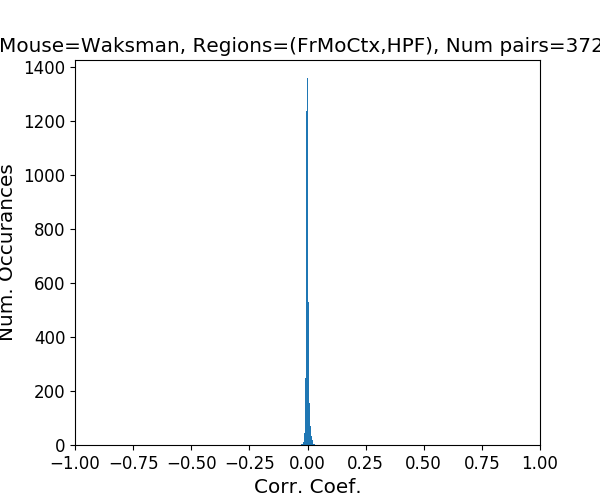 Mouse=Waksman, Regions=(FrMoCtx,HPF), Num pairs=372
1400
1200
1000
800
600
400
200
0
−1.00 −0.75 −0.50 −0.25 0.00 0.25 0.50 0.75 1.00
Corr. Coef.
Num. Occurances